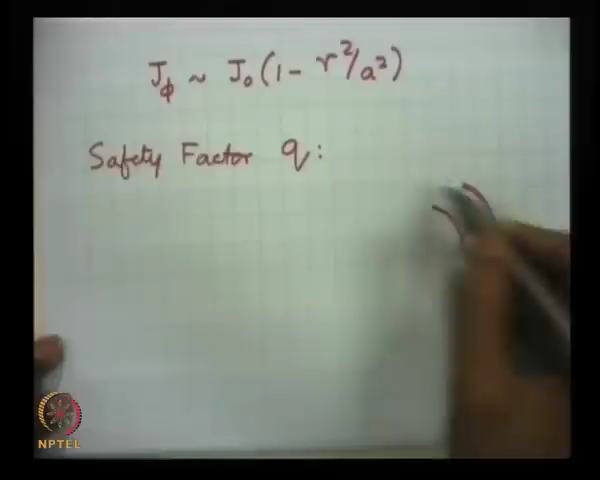 J_ϕ ~ J_0 (1 - r²/a²)
Safety Factor q:
NPTEL